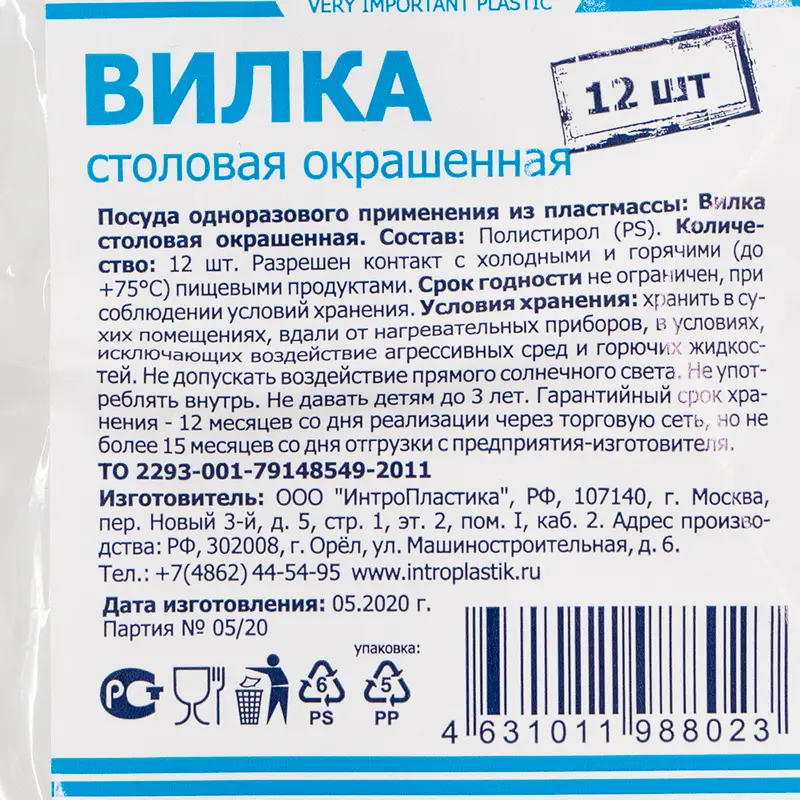 VERY IMPORTANT PLASTIC
ВИЛКА
12 шт
столовая окрашенная
Посуда одноразового применения из пластмассы: Вилка
столовая окрашенная. Состав: Полистирол (PS). Количе-
ство: 12 шт. Разрешен контакт с холодными и горячими (до
+75°С) пищевыми продуктами. Срок годности не ограничен, при
соблюдении условий хранения. Условия хранения: хранить в су-
хих помещениях, вдали от нагревательных приборов, в условиях,
исключающих воздействие агрессивных сред и горючих жидкос-
тей. Не допускать воздействие прямого солнечного света. Не упот-
реблять внутрь. Не давать детям до 3 лет. Гарантийный срок хра-
нения - 12 месяцев со дня реализации через торговую сеть, но не
более 15 месяцев со дня отгрузки с предприятия-изготовителя.
ТО 2293-001-79148549-2011
Изготовитель: ООО "ИнтроПластика", РФ, 107140, г. Москва,
пер. Новый 3-й, д. 5, стр. 1, эт. 2, пом. I, каб. 2. Адрес произво-
дства: РФ, 302008, г. Орёл, ул. Машиностроительная, д. 6.
Тел.: +7(4862) 44-54-95 www.introplastik.ru
Дата изготовления: 05.2020 г.
Партия № 05/20
упаковка:
РСТ
6
PS
5
PP
4 631011 988023